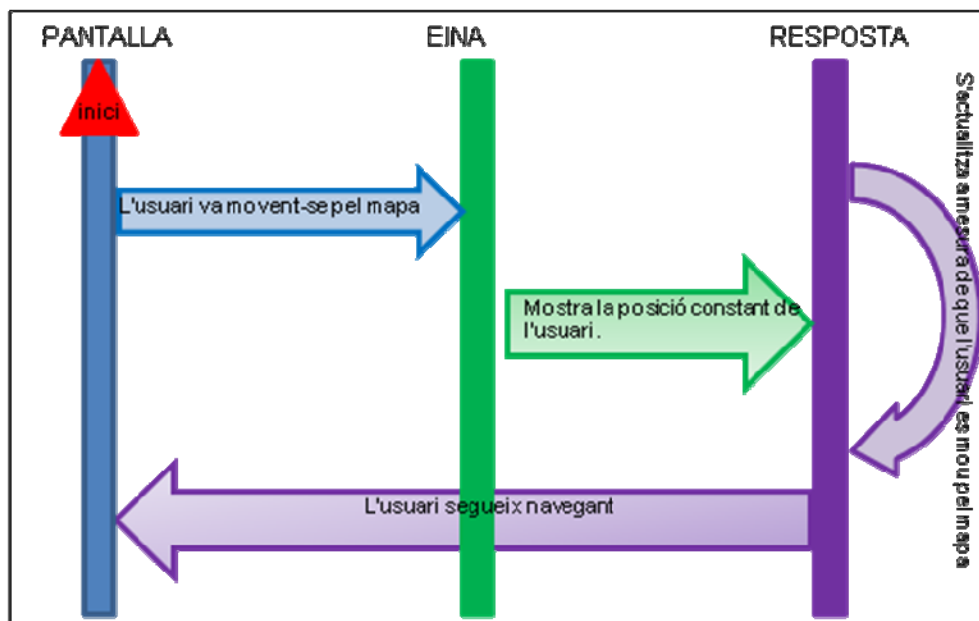 PANTALLA
EINA
RESPOSTA
inici
L'usuari va movent-se pel mapa
Mostra la posició constant de
l'usuari.
S'actualitza a mesura de que l'usuari es mou pel mapa
L'usuari segueix navegant